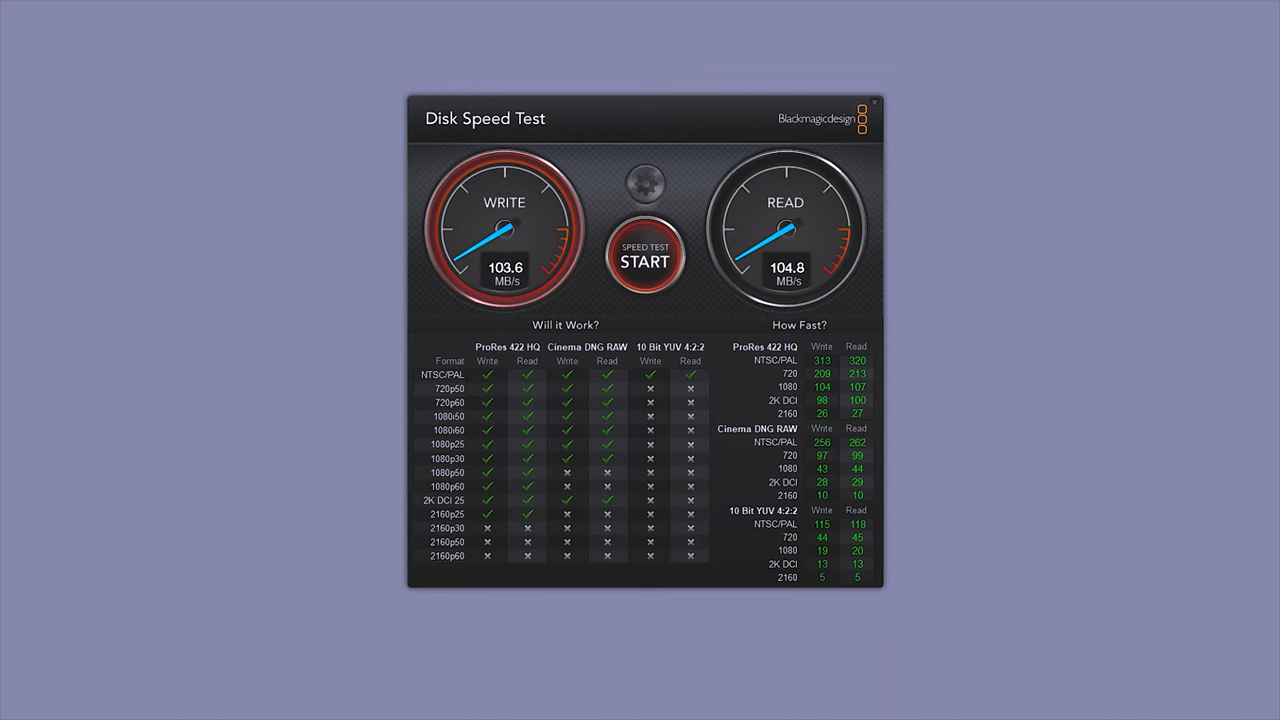 Disk Speed Test
Blackmagicdesign
WRITE
103.6
MB/s
SPEED TEST
START
READ
104.8
MB/s
Will it Work?
ProRes 422 HQ Cinema DNG RAW 10 Bit YUV 4:2:2
Format Write Read Write Read Write Read
NTSC/PAL
720p50
720p60
1080i50
1080i60
1080p25
1080p30
1080p50
1080p60
2K DCI 25
2160p25
2160p30
2160p50
2160p60
How Fast?
ProRes 422 HQ Write Read
NTSC/PAL 313 320
720 209 213
1080 104 107
2K DCI 98 100
2160 26 27
Cinema DNG RAW Write Read
NTSC/PAL 256 262
720 97 99
1080 43 44
2K DCI 28 29
2160 10 10
10 Bit YUV 4:2:2 Write Read
NTSC/PAL 115 118
720 44 45
1080 19 20
2K DCI 13 13
2160 5 5